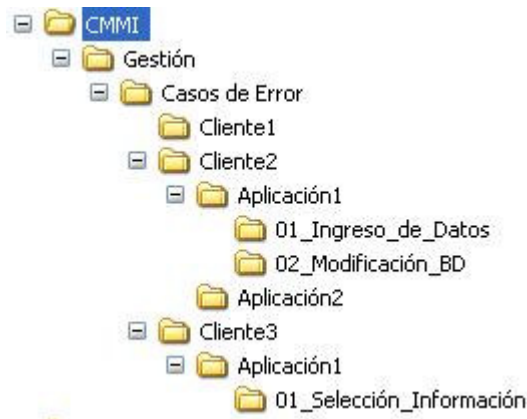 CMMI
Gestión
Casos de Error
Cliente1
Cliente2
Aplicación1
01_Ingreso_de_Datos
02_Modificación_BD
Aplicación2
Cliente3
Aplicación1
01_Selección_Información